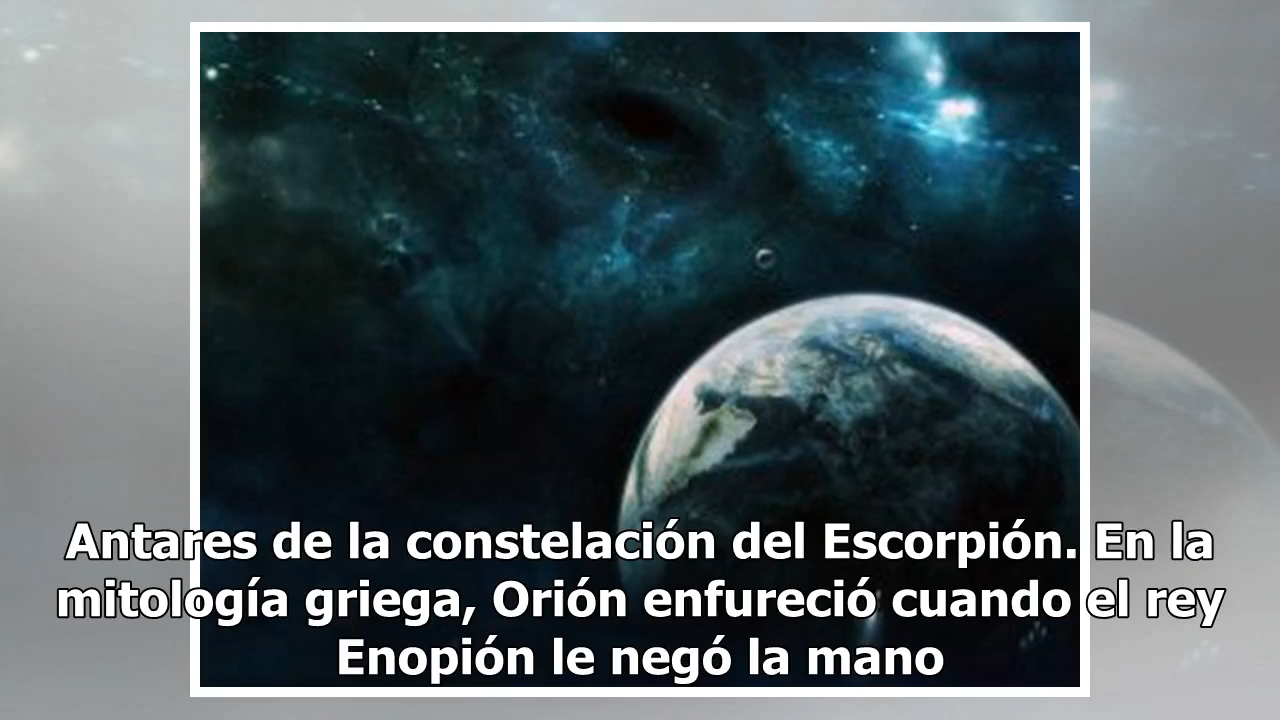 Antares de la constelación del Escorpión. En la
mitología griega, Orión enfureció cuando el rey
Enopión le negó la mano